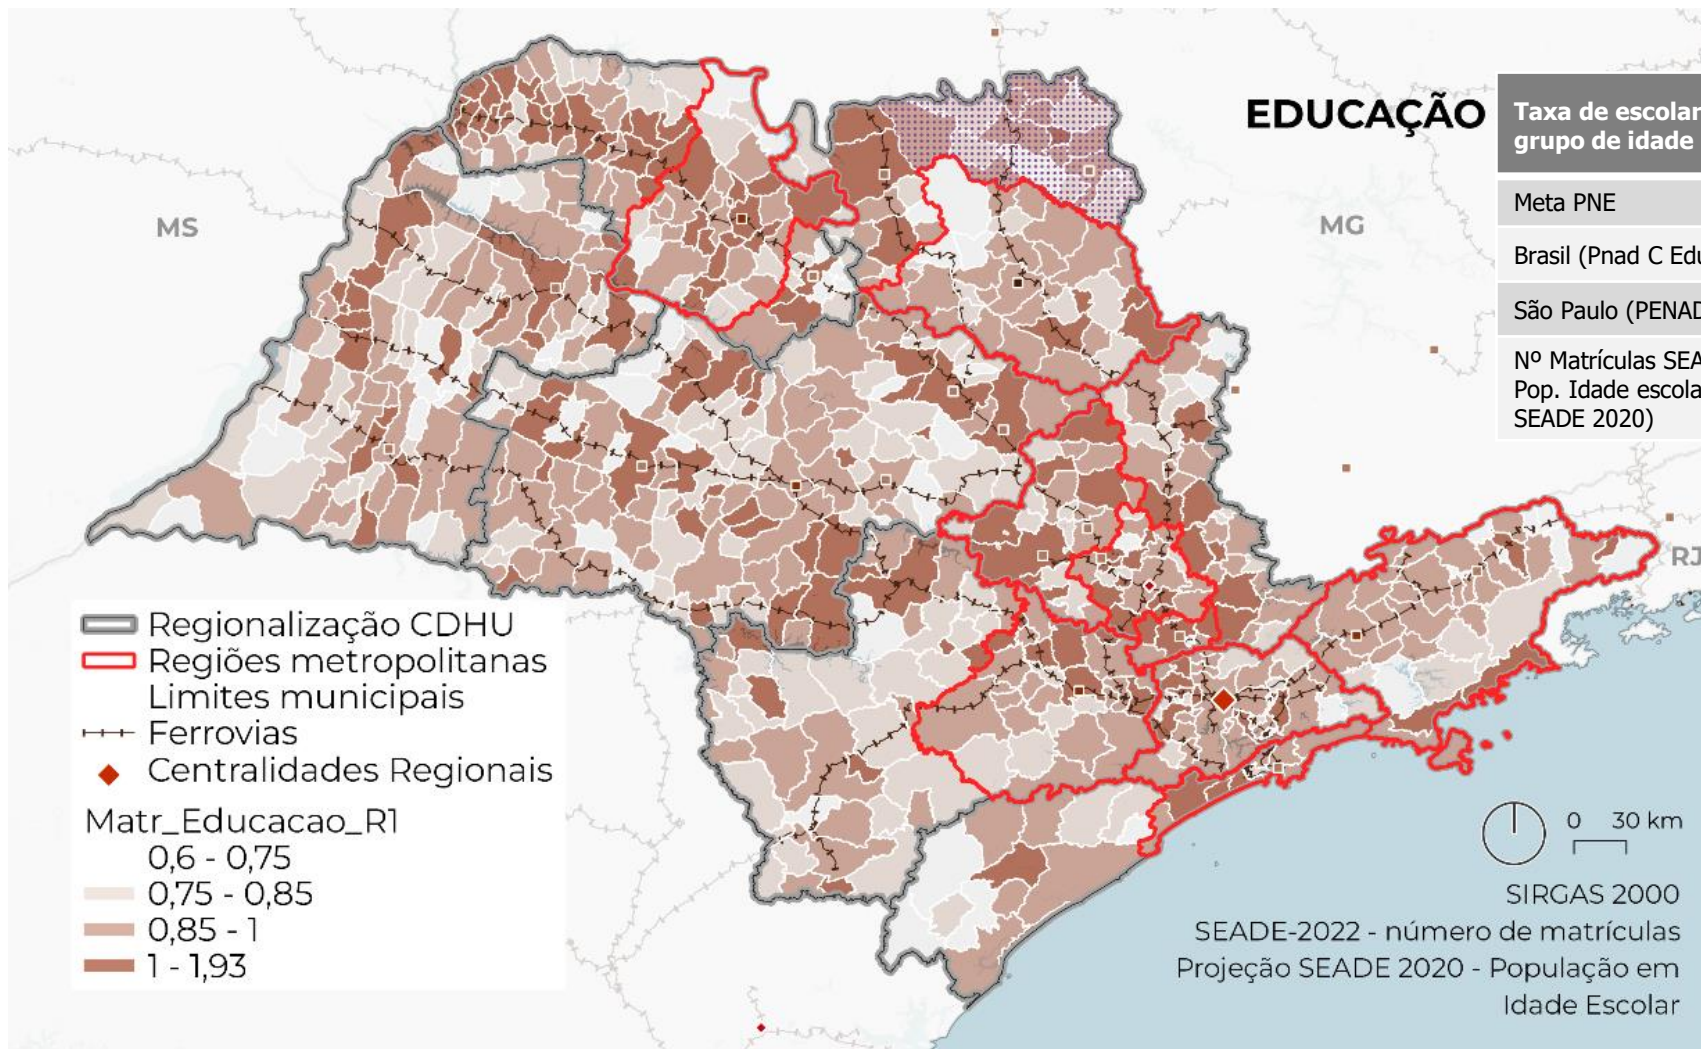 EDUCAÇÃO
Taxa de escolar
grupo de idade
Meta PNE
Brasil (Pnad C Edu
São Paulo (PENAD
Nº Matrículas SEA
Pop. Idade escola
SEADE 2020)
MS
MG
RJ
Regionalização CDHU
Regiões metropolitanas
Limites municipais
Ferrovias
Centralidades Regionais
Matr_Educacao_R1
0,6 - 0,75
0,75 - 0,85
0,85 - 1
1 - 1,93
0 30 km
SIRGAS 2000
SEADE-2022 - número de matrículas
Projeção SEADE 2020 - População em
Idade Escolar